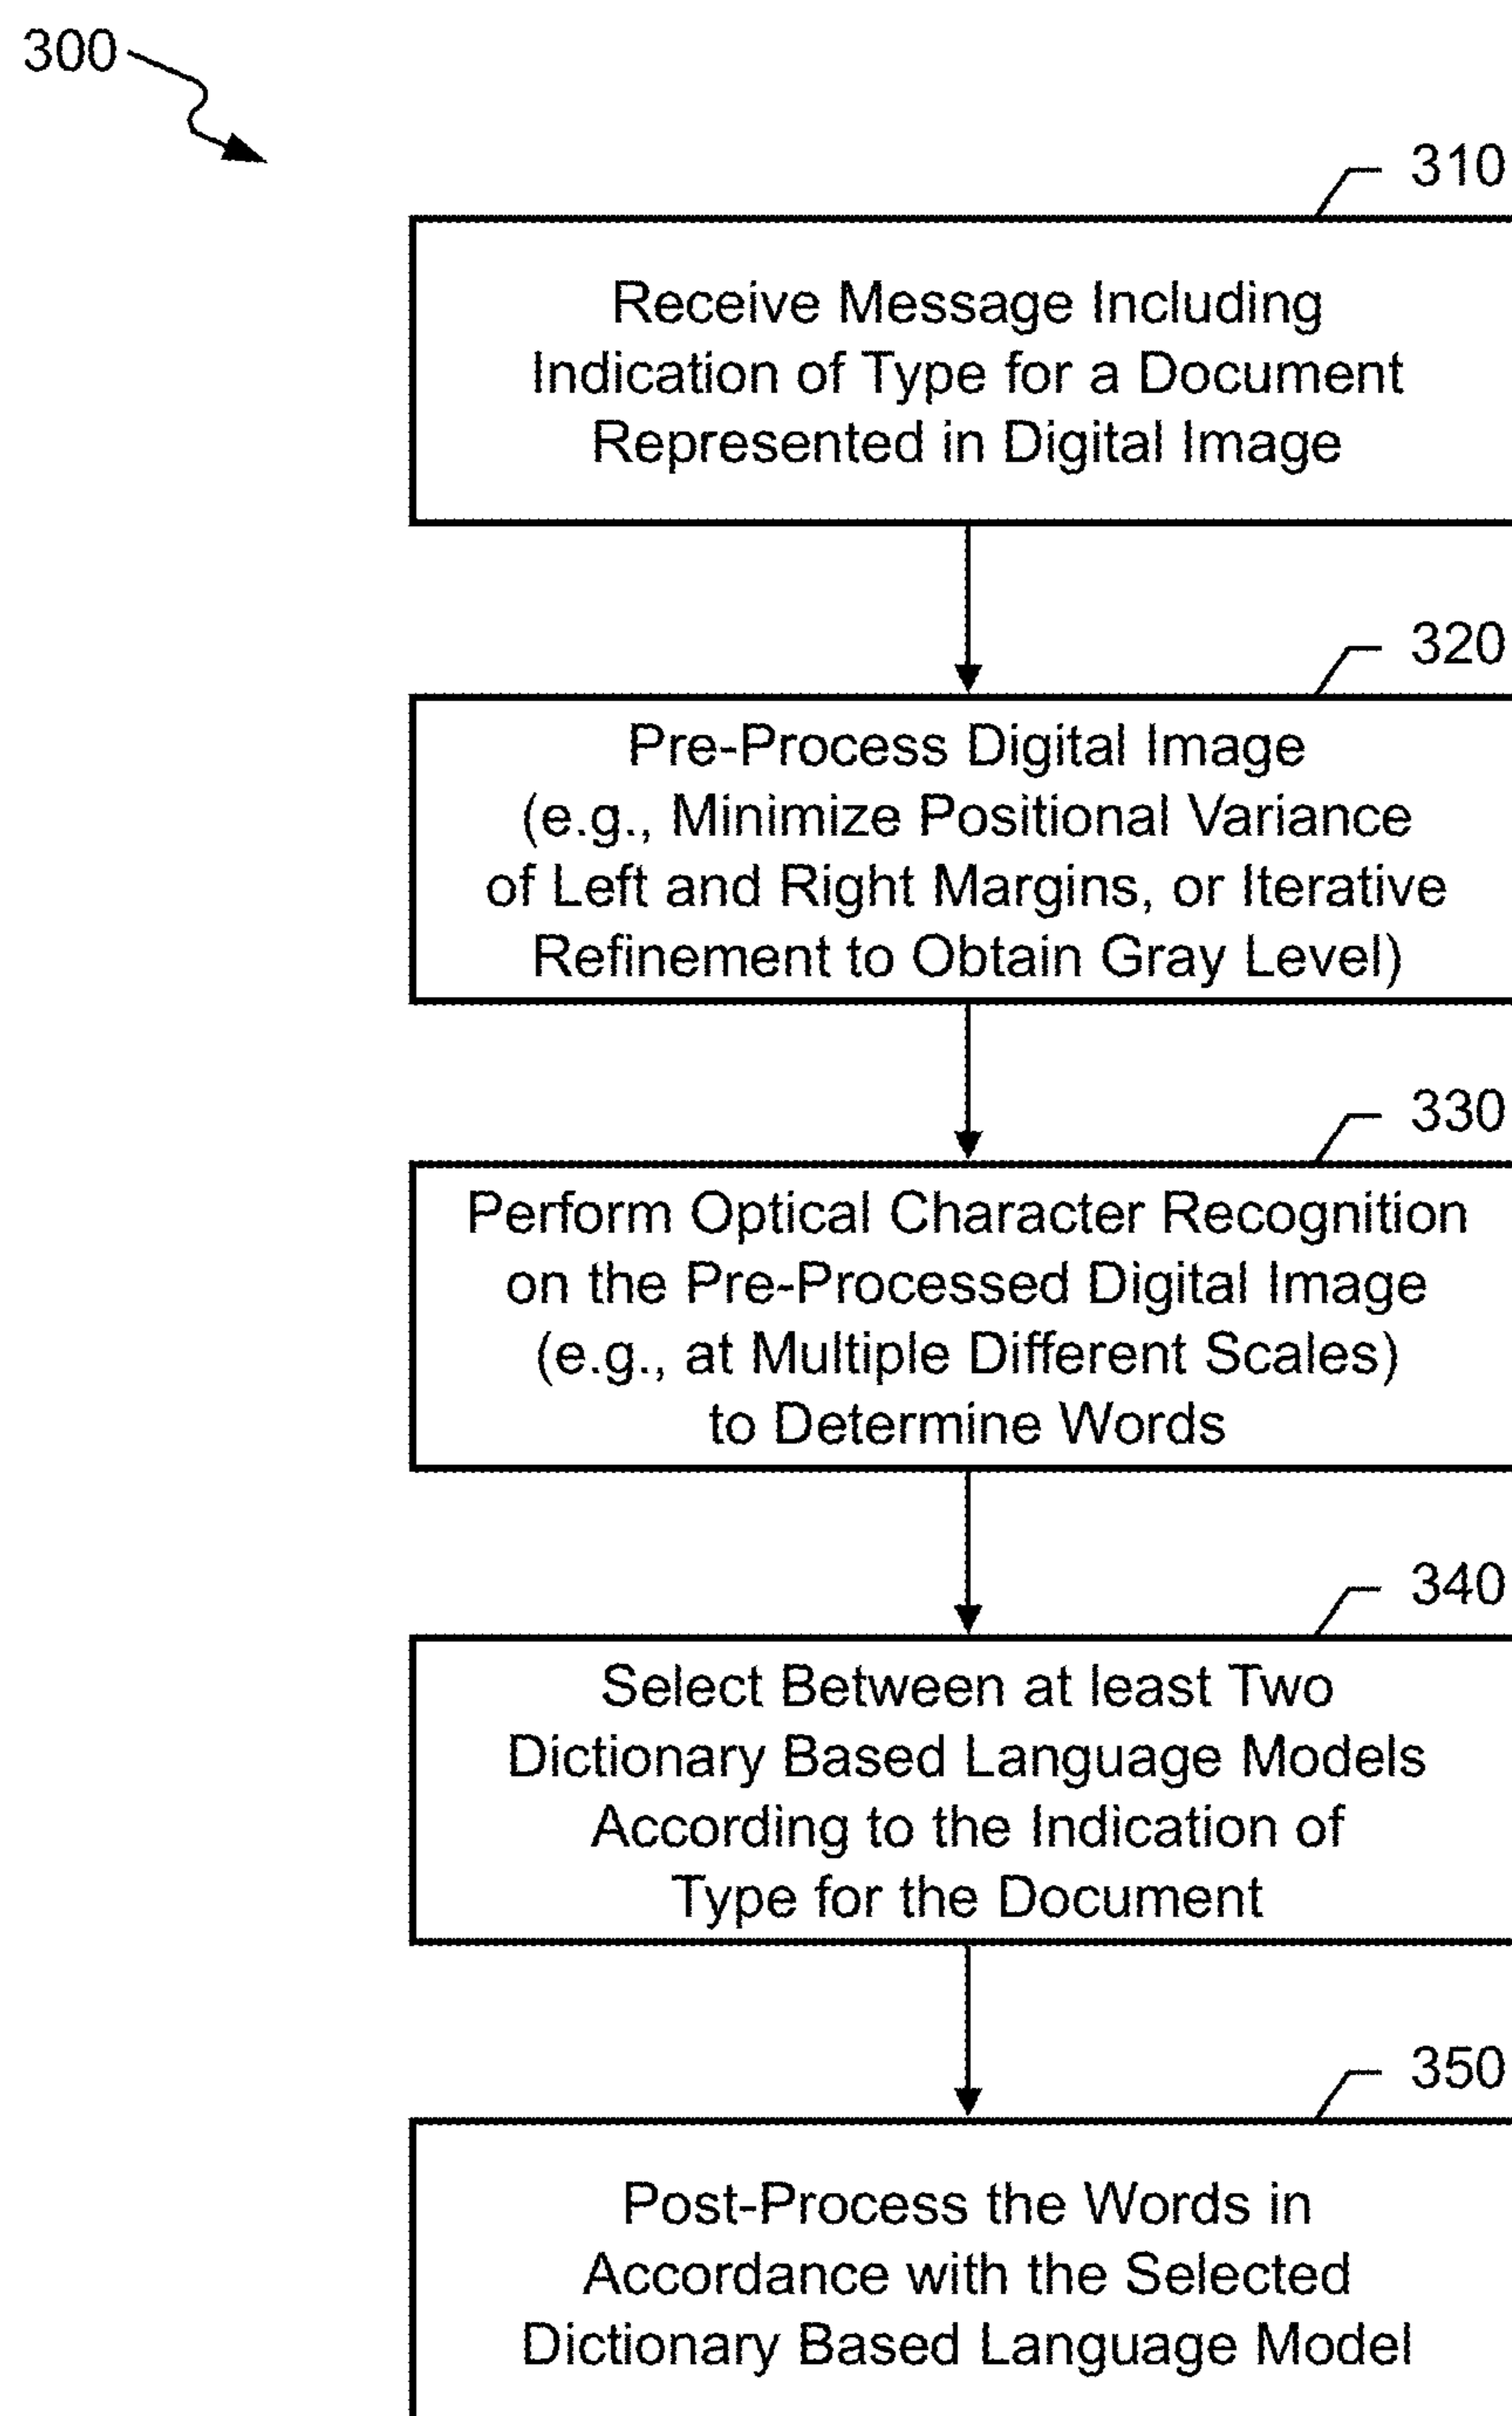 300
310
Receive Message Including
Indication of Type for a Document
Represented in Digital Image
320
Pre-Process Digital Image
(e.g., Minimize Positional Variance
of Left and Right Margins, or Iterative
Refinement to Obtain Gray Level)
330
Perform Optical Character Recognition
on the Pre-Processed Digital Image
(e.g., at Multiple Different Scales)
to Determine Words
340
Select Between at least Two
Dictionary Based Language Models
According to the Indication of
Type for the Document
350
Post-Process the Words in
Accordance with the Selected
Dictionary Based Language Model